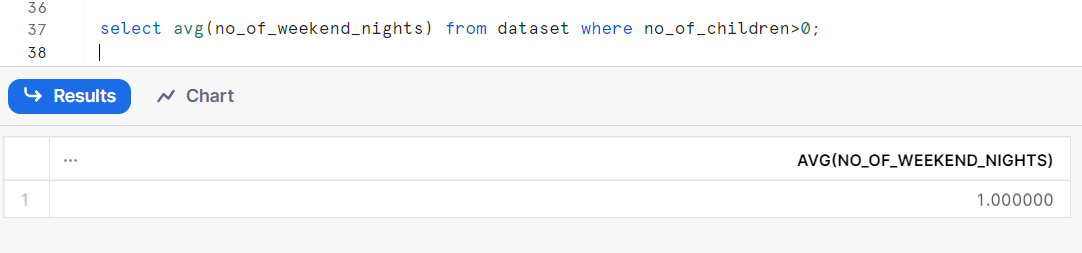 36
37 select avg(no_of_weekend_nights) from dataset where no_of_children>0;
38
Results Chart
... AVG(NO_OF_WEEKEND_NIGHTS)
1 1.000000